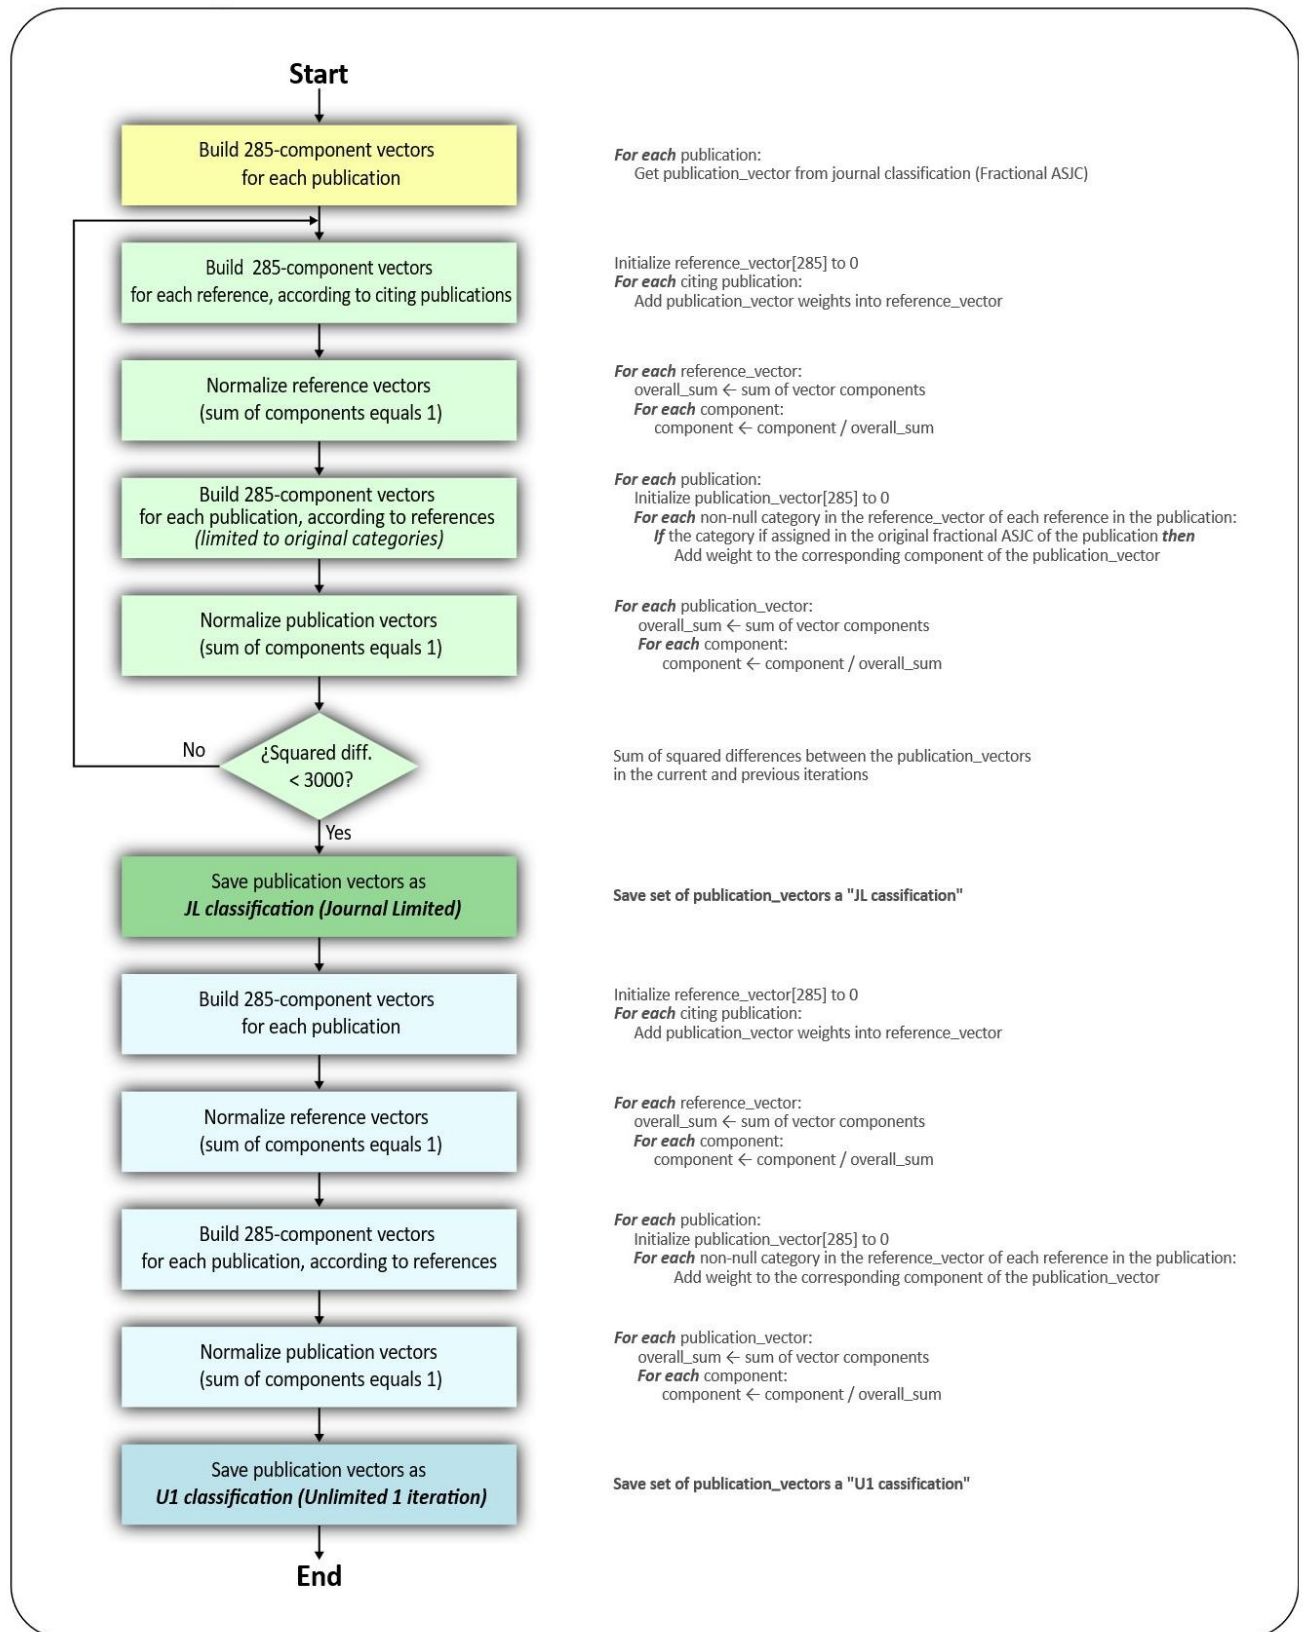 Start
Build 285-component vectors
for each publication
For each publication:
Get publication_vector from journal classification (Fractional ASJC)
Build  285-component vectors
for each reference, according to citing publications
Initialize reference_vector[285] to 0
For each citing publication:
Add publication_vector weights into reference_vector
Normalize reference vectors
(sum of components equals 1)
For each reference_vector:
overall_sum ← sum of vector components
For each component:
component ← component / overall_sum
Build 285-component vectors
for each publication, according to references
(limited to original categories)
For each publication:
Initialize publication_vector[285] to 0
For each non-null category in the reference_vector of each reference in the publication:
If the category if assigned in the original fractional ASJC of the publication then
Add weight to the corresponding component of the publication_vector
Normalize publication vectors
(sum of components equals 1)
For each publication_vector:
overall_sum ← sum of vector components
For each component:
component ← component / overall_sum
No
¿Squared diff.
< 3000?
Yes
Sum of squared differences between the publication_vectors
in the current and previous iterations
Save publication vectors as
JL classification (Journal Limited)
Save set of publication_vectors a "JL cassification"
Build 285-component vectors
for each publication
Initialize reference_vector[285] to 0
For each citing publication:
Add publication_vector weights into reference_vector
Normalize reference vectors
(sum of components equals 1)
For each reference_vector:
overall_sum ← sum of vector components
For each component:
component ← component / overall_sum
Build 285-component vectors
for each publication, according to references
For each publication:
Initialize publication_vector[285] to 0
For each non-null category in the reference_vector of each reference in the publication:
Add weight to the corresponding component of the publication_vector
Normalize publication vectors
(sum of components equals 1)
For each publication_vector:
overall_sum ← sum of vector components
For each component:
component ← component / overall_sum
Save publication vectors as
U1 classification (Unlimited 1 iteration)
Save set of publication_vectors a "U1 cassification"
End